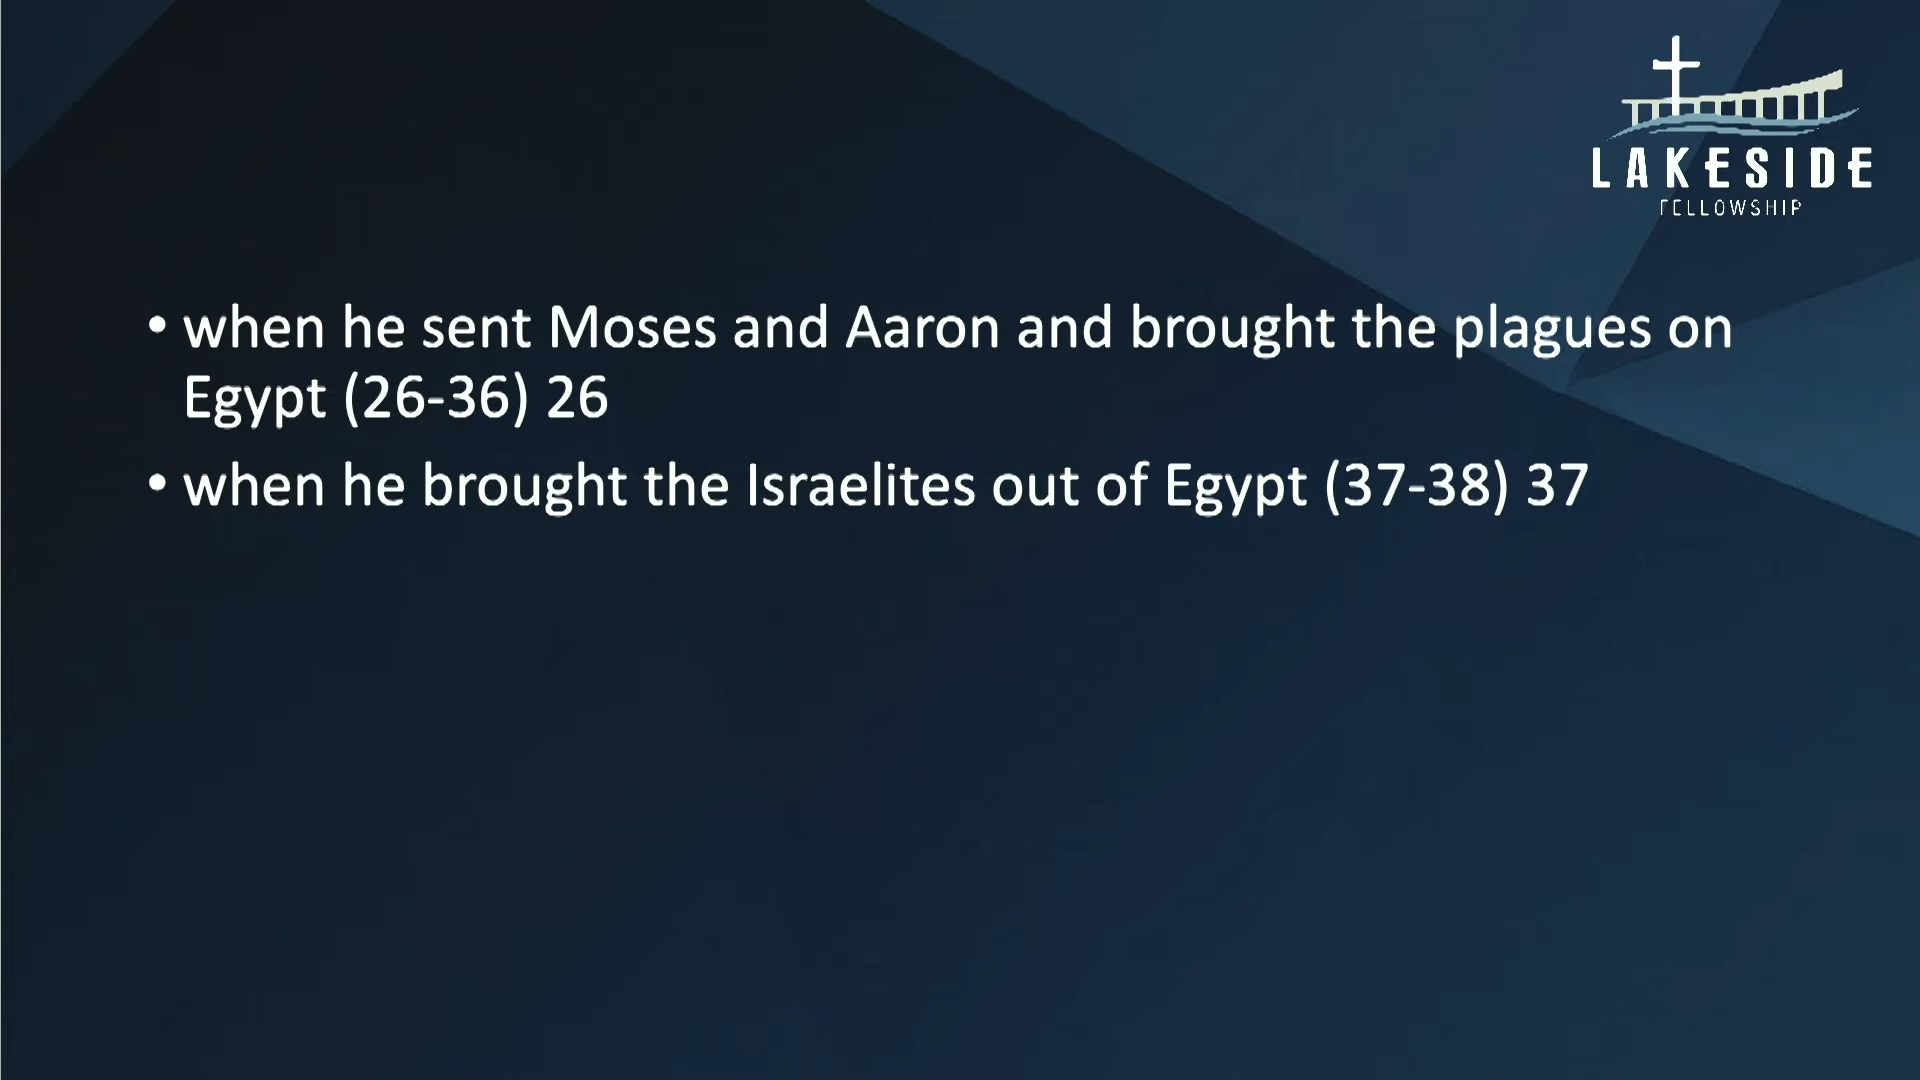 LAKESIDE
FELLOWSHIP
• when he sent Moses and Aaron and brought the plagues on
Egypt (26-36) 26
• when he brought the Israelites out of Egypt (37-38) 37